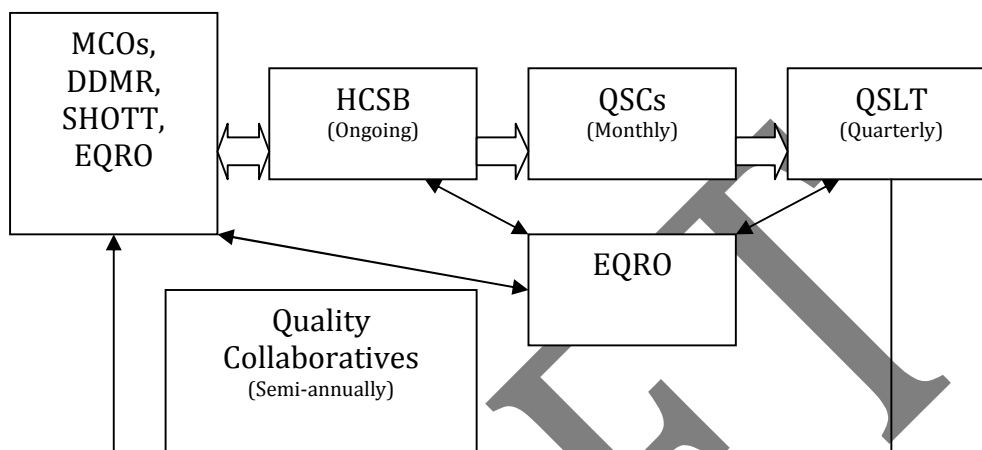 MCOs,
DDMR,
SHOTT,
EQRO
HCSB
(Ongoing)
QSCs
(Monthly)
QSLT
(Quarterly)
EQRO
Quality
Collaboratives
(Semi-annually)